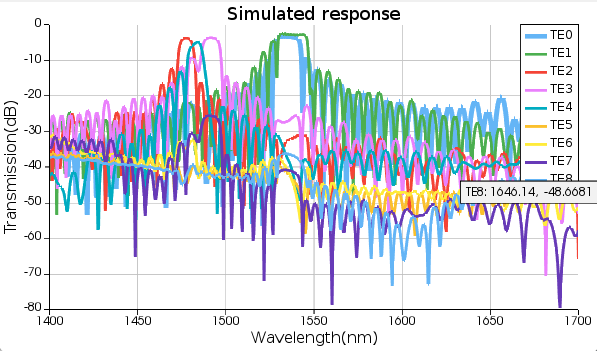 Simulated response
Transmission(dB)
0
-10
-20
-30
-40
-50
-60
-70
-80
1400
1450
1500
1550
1600
1650
1700
Wavelength(nm)
TE0
TE1
TE2
TE3
TE4
TE5
TE6
TE7
TE8
TE8: 1646.14, -48.6681